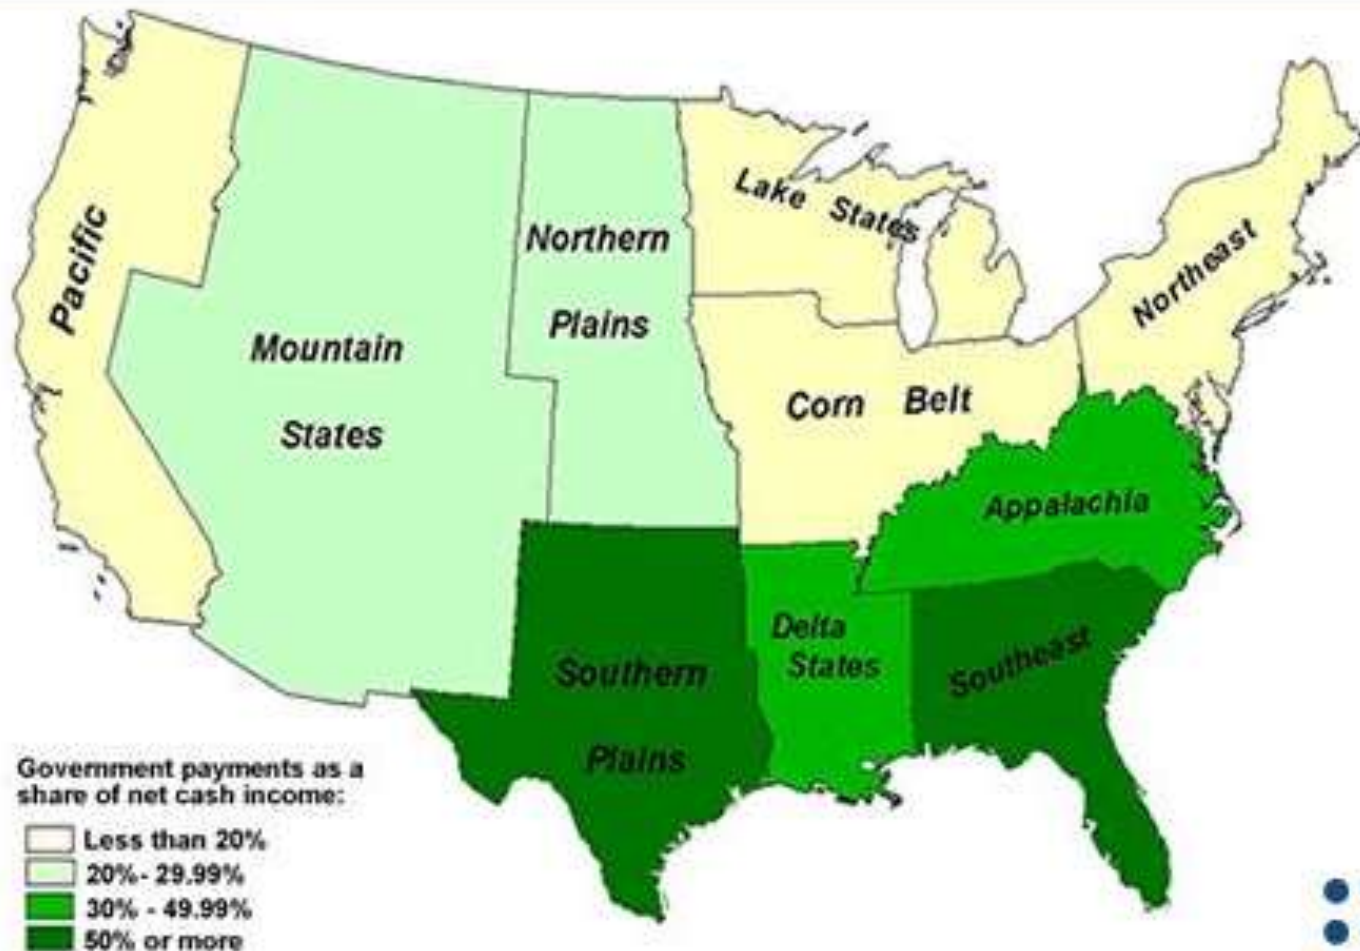 Pacific
Mountain
States
Northern
Plains
Lake States
Corn Belt
Northeast
Appalachia
Delta
States
Southeast
Southern
Plains
Government payments as a
share of net cash income:
Less than 20%
20%- 29.99%
30% - 49.99%
50% or more